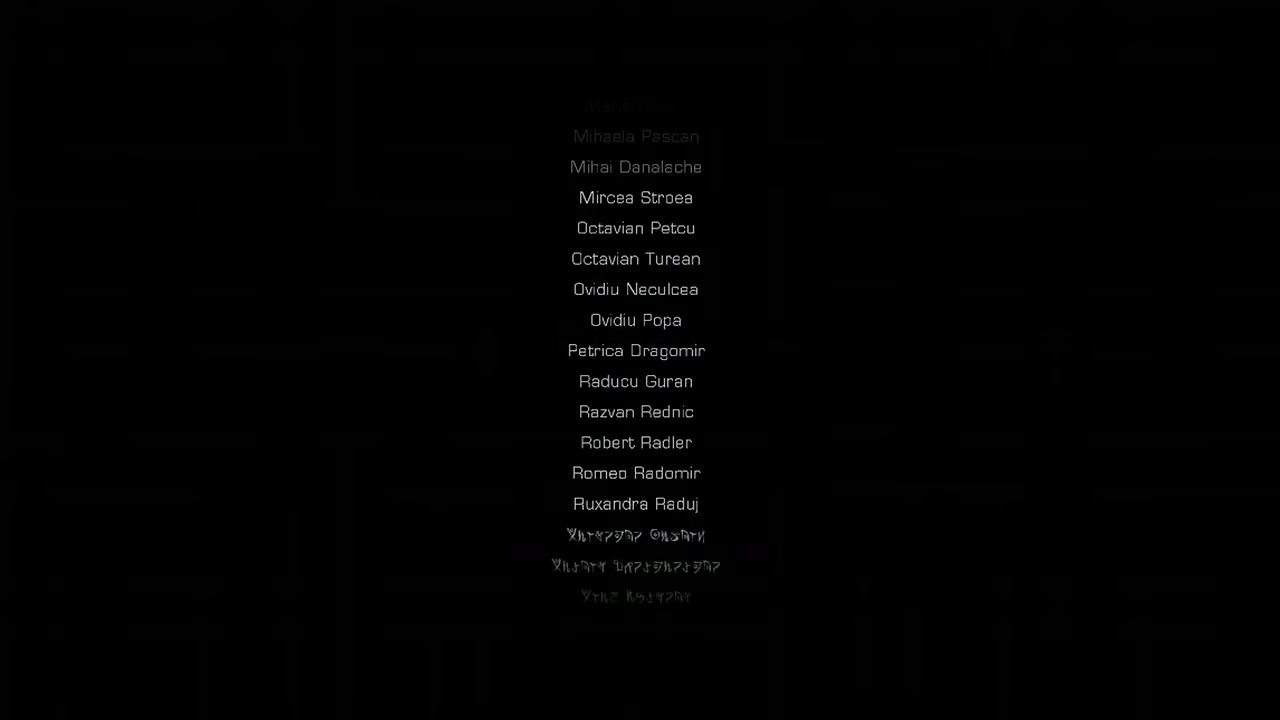 Mihaela Pascan
Mihai Danalache
Mircea Stroea
Octavian Petcu
Octavian Turean
Ovidiu Neculcea
Ovidiu Popa
Petrica Dragomir
Raducu Guran
Razvan Rednic
Robert Radler
Romeo Radomir
Ruxandra Raduj